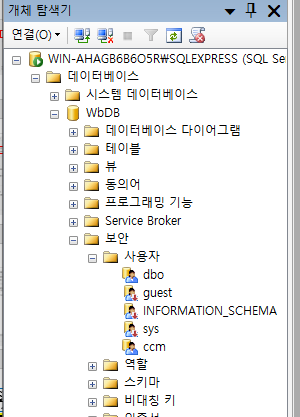 개체 탐색기
연결(O)
WIN-AHAGB6B6O5R₩SQLEXPRESS (SQL Se
데이터베이스
시스템 데이터베이스
WbDB
데이터베이스 다이어그램
테이블
뷰
동의어
프로그래밍 기능
Service Broker
보안
사용자
dbo
guest
INFORMATION_SCHEMA
sys
ccm
역할
스키마
비대칭 키